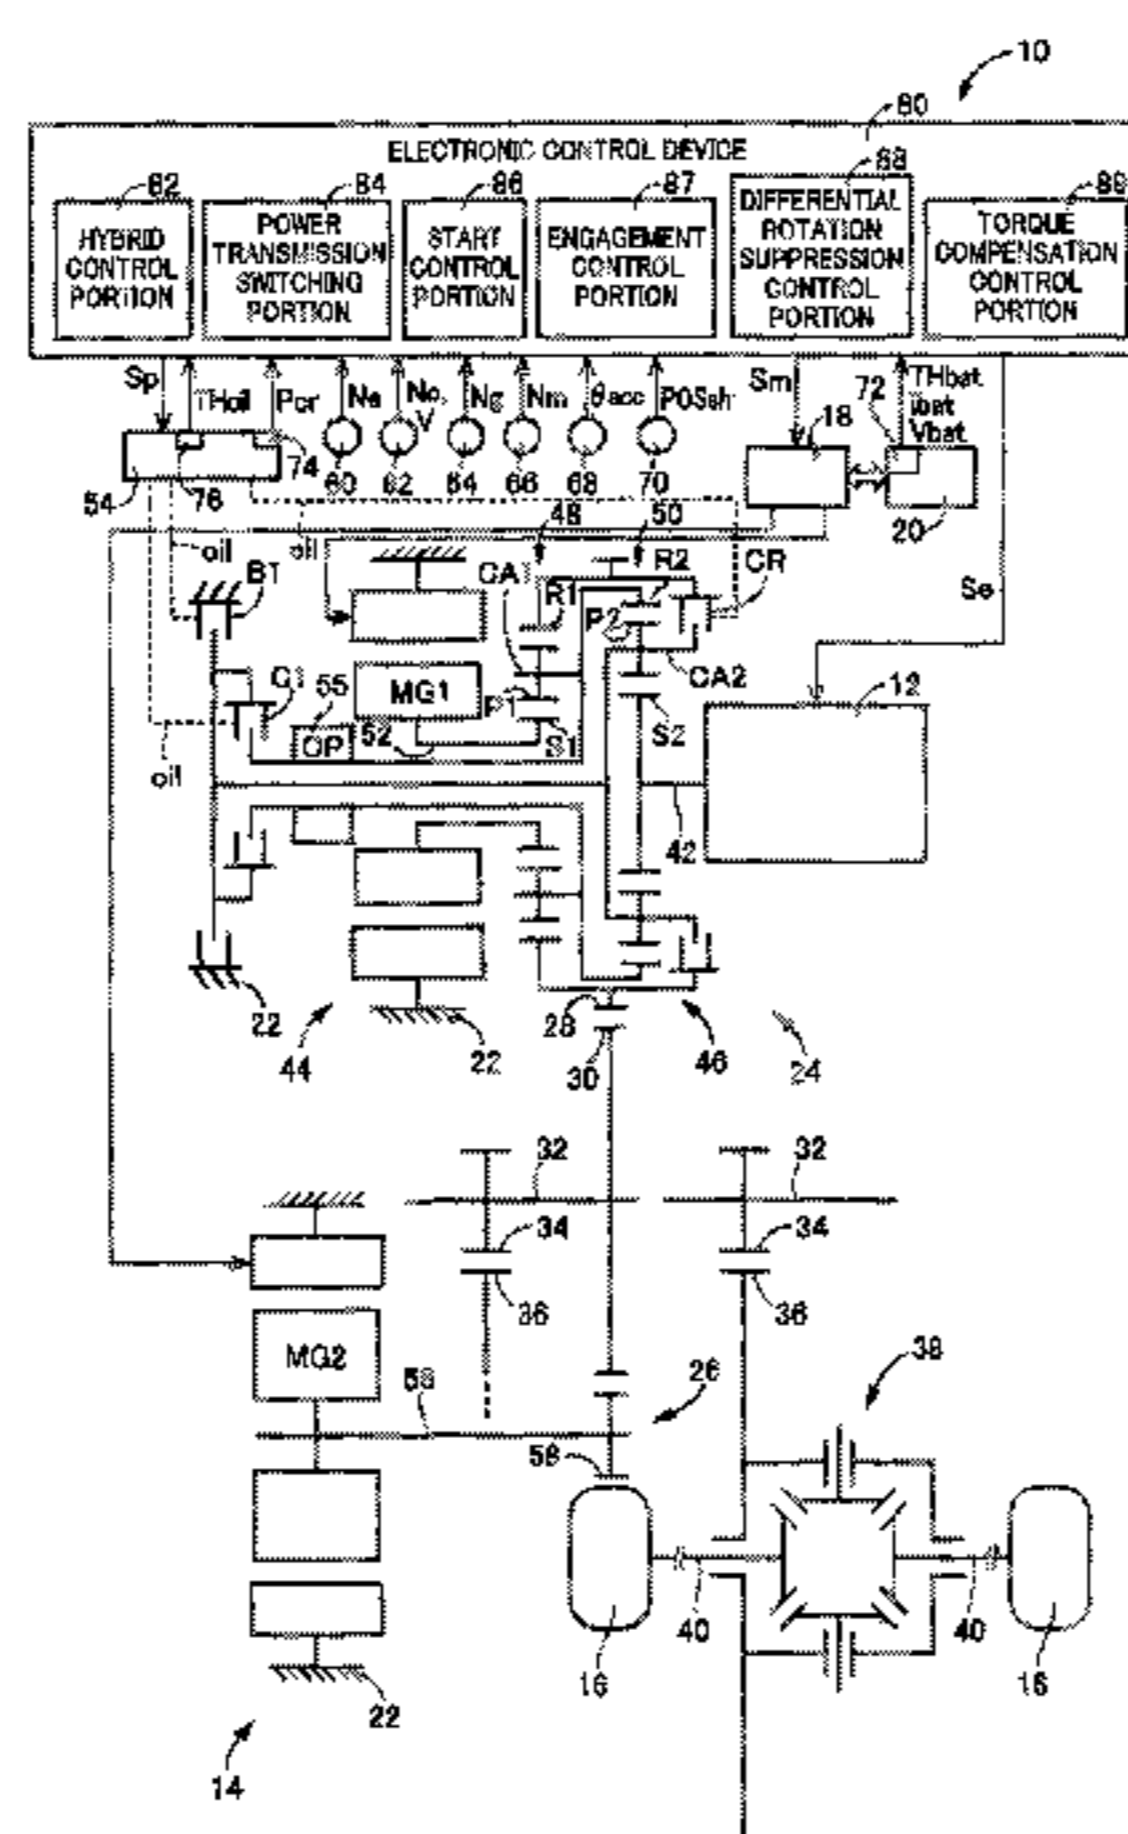 10
80
ELECTRONIC CONTROL DEVICE
82
84
86
87
88
89
HYBRID
CONTROL
PORTION
POWER
TRANSMISSION
SWITCHING
PORTION
START
CONTROL
PORTION
ENGAGEMENT
CONTROL
PORTION
DIFFERENTIAL
ROTATION
SUPPRESSION
CONTROL
PORTION
TORQUE
COMPENSATION
CONTROL
PORTION
Sp
THoil
Pcr
Ne
No,
V
Ng
Nm
θacc
POSsh
Sm
72
THbat
Ibat
Vbat
18
74
54
76
60
62
64
66
68
70
20
oil
oil
48
50
B1
CA1
R1
R2
CR
Se
P2
CA2
C1
55
MG1
P1
12
OP
52
S1
S2
oil
42
22
28
44
22
30
46
24
32
32
34
34
36
36
MG2
38
56
26
58
40
40
16
16
22
14